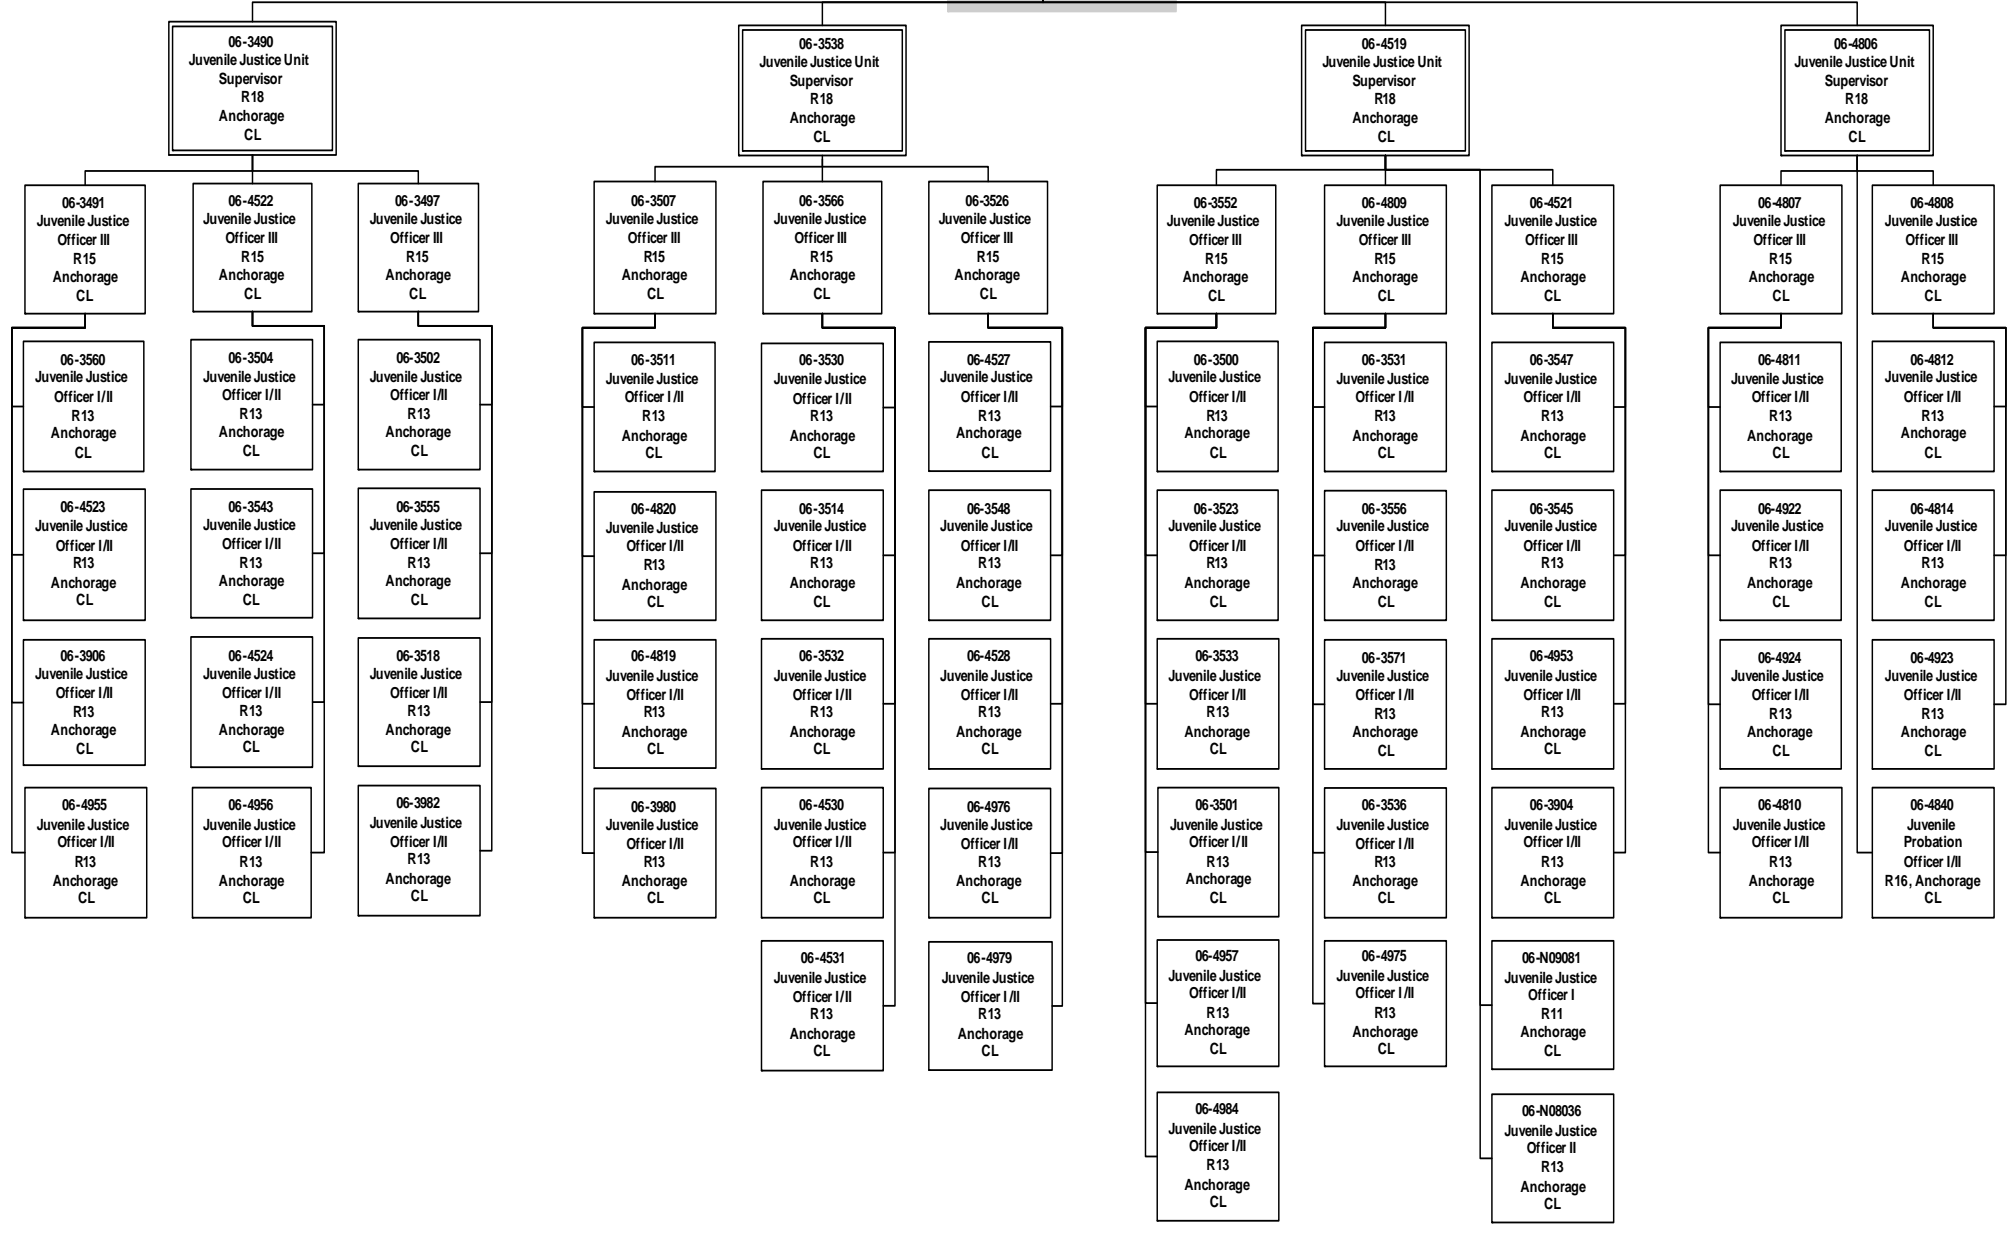 06-3490
Juvenile Justice Unit
Supervisor
R18
Anchorage
CL
06-3538
Juvenile Justice Unit
Supervisor
R18
Anchorage
CL
06-4519
Juvenile Justice Unit
Supervisor
R18
Anchorage
CL
06-4806
Juvenile Justice Unit
Supervisor
R18
Anchorage
CL
06-3491
Juvenile Justice
Officer III
R15
Anchorage
CL
06-4522
Juvenile Justice
Officer III
R15
Anchorage
CL
06-3497
Juvenile Justice
Officer III
R15
Anchorage
CL
06-3507
Juvenile Justice
Officer III
R15
Anchorage
CL
06-3566
Juvenile Justice
Officer III
R15
Anchorage
CL
06-3526
Juvenile Justice
Officer III
R15
Anchorage
CL
06-3552
Juvenile Justice
Officer III
R15
Anchorage
CL
06-4809
Juvenile Justice
Officer III
R15
Anchorage
CL
06-4521
Juvenile Justice
Officer III
R15
Anchorage
CL
06-4807
Juvenile Justice
Officer III
R15
Anchorage
CL
06-4808
Juvenile Justice
Officer III
R15
Anchorage
CL
06-3560
Juvenile Justice
Officer I/II
R13
Anchorage
CL
06-3504
Juvenile Justice
Officer I/II
R13
Anchorage
CL
06-3502
Juvenile Justice
Officer I/II
R13
Anchorage
CL
06-3511
Juvenile Justice
Officer I/II
R13
Anchorage
CL
06-3530
Juvenile Justice
Officer I/II
R13
Anchorage
CL
06-4527
Juvenile Justice
Officer I/II
R13
Anchorage
CL
06-3500
Juvenile Justice
Officer I/II
R13
Anchorage
CL
06-3531
Juvenile Justice
Officer I/II
R13
Anchorage
CL
06-3547
Juvenile Justice
Officer I/II
R13
Anchorage
CL
06-4811
Juvenile Justice
Officer I/II
R13
Anchorage
CL
06-4812
Juvenile Justice
Officer I/II
R13
Anchorage
CL
06-4523
Juvenile Justice
Officer I/II
R13
Anchorage
CL
06-3543
Juvenile Justice
Officer I/II
R13
Anchorage
CL
06-3555
Juvenile Justice
Officer I/II
R13
Anchorage
CL
06-4820
Juvenile Justice
Officer I/II
R13
Anchorage
CL
06-3514
Juvenile Justice
Officer I/II
R13
Anchorage
CL
06-3548
Juvenile Justice
Officer I/II
R13
Anchorage
CL
06-3523
Juvenile Justice
Officer I/II
R13
Anchorage
CL
06-3556
Juvenile Justice
Officer I/II
R13
Anchorage
CL
06-3545
Juvenile Justice
Officer I/II
R13
Anchorage
CL
06-4922
Juvenile Justice
Officer I/II
R13
Anchorage
CL
06-4814
Juvenile Justice
Officer I/II
R13
Anchorage
CL
06-3906
Juvenile Justice
Officer I/II
R13
Anchorage
CL
06-4524
Juvenile Justice
Officer I/II
R13
Anchorage
CL
06-3518
Juvenile Justice
Officer I/II
R13
Anchorage
CL
06-4819
Juvenile Justice
Officer I/II
R13
Anchorage
CL
06-3532
Juvenile Justice
Officer I/II
R13
Anchorage
CL
06-4528
Juvenile Justice
Officer I/II
R13
Anchorage
CL
06-3533
Juvenile Justice
Officer I/II
R13
Anchorage
CL
06-3571
Juvenile Justice
Officer I/II
R13
Anchorage
CL
06-4953
Juvenile Justice
Officer I/II
R13
Anchorage
CL
06-4924
Juvenile Justice
Officer I/II
R13
Anchorage
CL
06-4923
Juvenile Justice
Officer I/II
R13
Anchorage
CL
06-4955
Juvenile Justice
Officer I/II
R13
Anchorage
CL
06-4956
Juvenile Justice
Officer I/II
R13
Anchorage
CL
06-3982
Juvenile Justice
Officer I/II
R13
Anchorage
CL
06-3980
Juvenile Justice
Officer I/II
R13
Anchorage
CL
06-4530
Juvenile Justice
Officer I/II
R13
Anchorage
CL
06-4976
Juvenile Justice
Officer I/II
R13
Anchorage
CL
06-3501
Juvenile Justice
Officer I/II
R13
Anchorage
CL
06-3536
Juvenile Justice
Officer I/II
R13
Anchorage
CL
06-3904
Juvenile Justice
Officer I/II
R13
Anchorage
CL
06-4810
Juvenile Justice
Officer I/II
R13
Anchorage
CL
06-4840
Juvenile
Probation
Officer I/II
R16, Anchorage
CL
06-4531
Juvenile Justice
Officer I/II
R13
Anchorage
CL
06-4979
Juvenile Justice
Officer I/II
R13
Anchorage
CL
06-4957
Juvenile Justice
Officer I/II
R13
Anchorage
CL
06-4975
Juvenile Justice
Officer I/II
R13
Anchorage
CL
06-N09081
Juvenile Justice
Officer I
R11
Anchorage
CL
06-4984
Juvenile Justice
Officer I/II
R13
Anchorage
CL
06-N08036
Juvenile Justice
Officer II
R13
Anchorage
CL